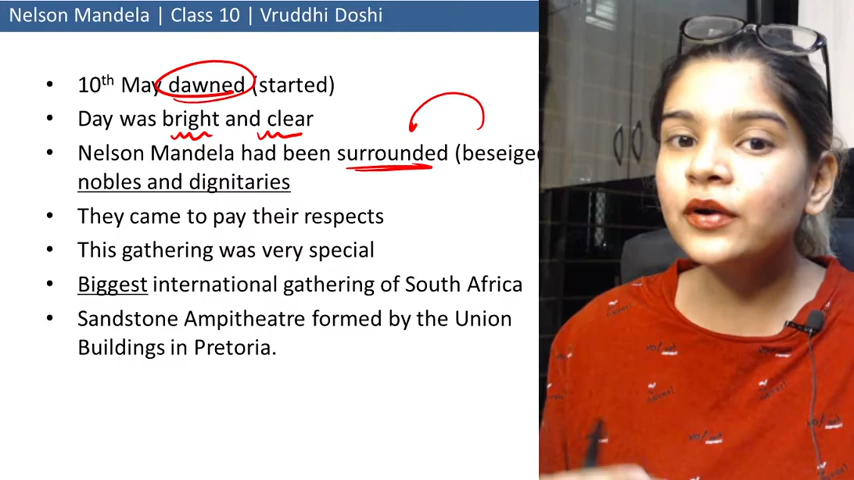 Nelson Mandela | Class 10 | Vruddhi Doshi
• 10th May dawned (started)
• Day was bright and clear
• Nelson Mandela had been surrounded (beseiged
nobles and dignitaries
• They came to pay their respects
• This gathering was very special
• Biggest international gathering of South Africa
• Sandstone Ampitheatre formed by the Union
Buildings in Pretoria.